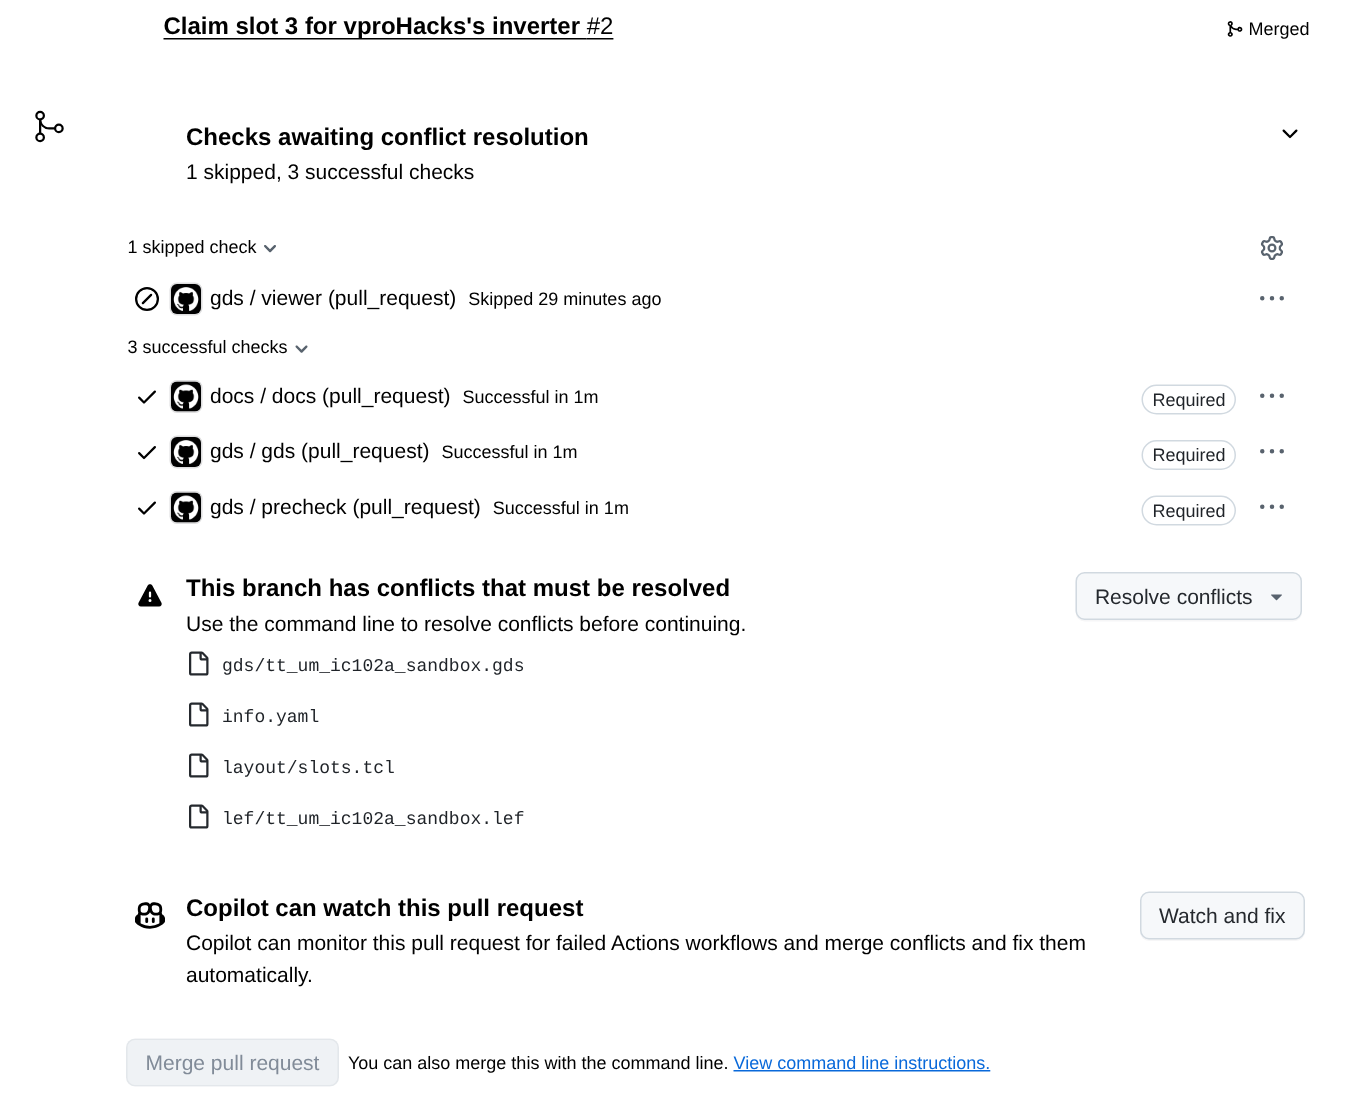 Claim slot 3 for vproHacks's inverter #2
Merged
Checks awaiting conflict resolution
1 skipped, 3 successful checks
1 skipped check
gds / viewer (pull_request) Skipped 29 minutes ago
3 successful checks
docs / docs (pull_request) Successful in 1m Required
gds / gds (pull_request) Successful in 1m Required
gds / precheck (pull_request) Successful in 1m Required
This branch has conflicts that must be resolved
Resolve conflicts
Use the command line to resolve conflicts before continuing.
gds/tt_um_ic102a_sandbox.gds
info.yaml
layout/slots.tcl
lef/tt_um_ic102a_sandbox.lef
Copilot can watch this pull request
Watch and fix
Copilot can monitor this pull request for failed Actions workflows and merge conflicts and fix them
automatically.
Merge pull request You can also merge this with the command line. View command line instructions.